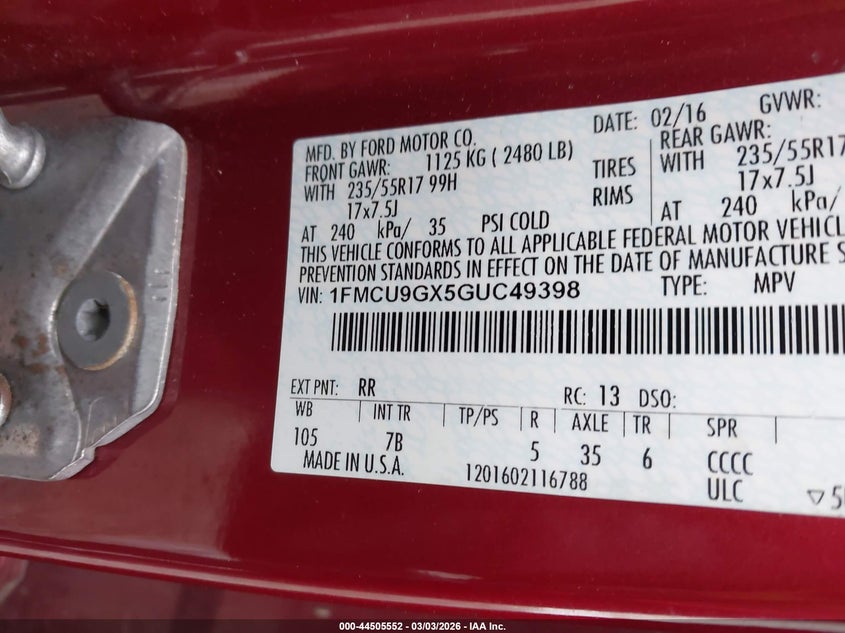 MFD. BY FORD MOTOR CO. DATE: 02/16 GVWR:
FRONT GAWR: 1125 KG ( 2480 LB) REAR GAWR:
WITH 235/55R17 99H TIRES WITH 235/55R17
17x7.5J RIMS 17x7.5J
AT 240 kPa/ 35 PSI COLD AT 240 kPa/
THIS VEHICLE CONFORMS TO ALL APPLICABLE FEDERAL MOTOR VEHICL
PREVENTION STANDARDS IN EFFECT ON THE DATE OF MANUFACTURE S
VIN: 1FMCU9GX5GUC49398 TYPE: MPV
EXT PNT: RR RC: 13 DSO:
WB INT TR TP/PS R AXLE TR SPR
105 7B 5 35 6 CCCC
MADE IN U.S.A. 1201602116788 ULC
000-44505552 | 03/03/2026 - IAA Inc.